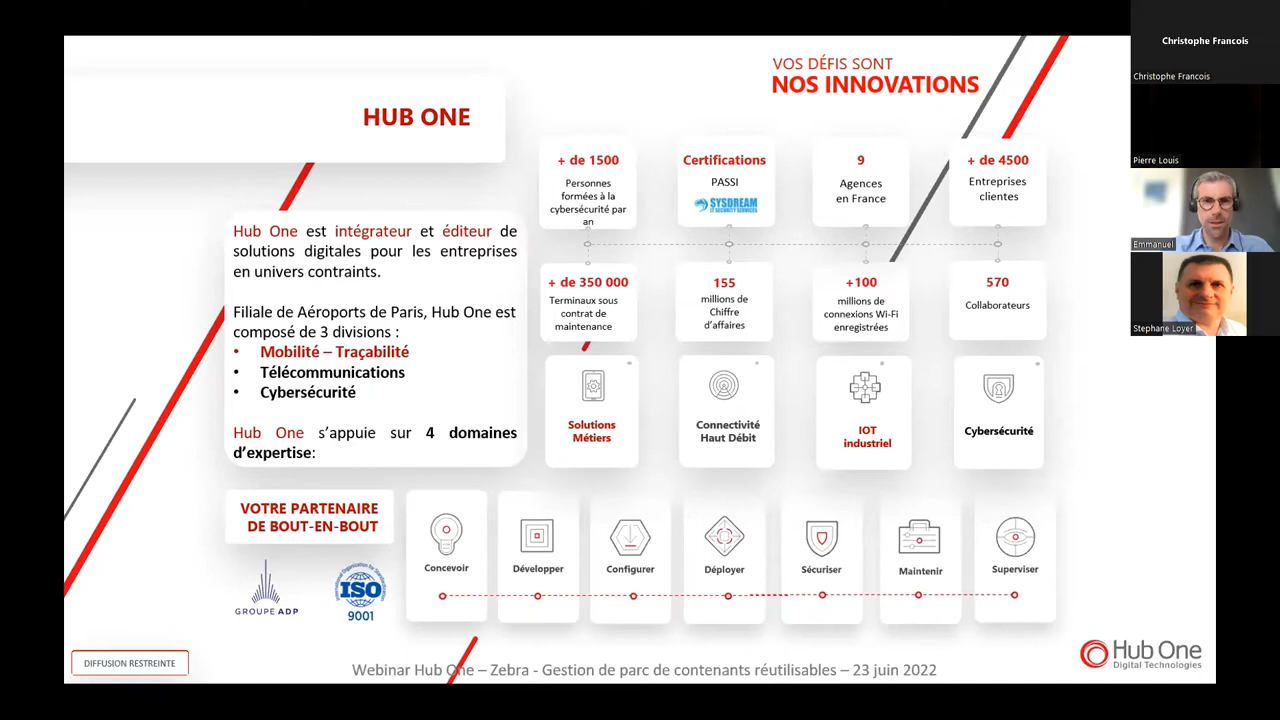 VOS DÉFIS SONT
NOS INNOVATIONS
HUB ONE
Hub One est intégrateur et éditeur de
solutions digitales pour les entreprises
en univers contraints.
Filiale de Aéroports de Paris, Hub One est
composé de 3 divisions :
• Mobilité – Traçabilité
• Télécommunications
• Cybersécurité
Hub One s’appuie sur 4 domaines
d’expertise:
+ de 1500
Personnes
formées à la
cybersécurité par
an
Certifications
PASSI
SYSDREAM
IT SECURITY SERVICES
9
Agences
en France
+ de 4500
Entreprises
clientes
+ de 350 000
Terminaux sous
contrat de
maintenance
155
millions de
Chiffre
d’affaires
+100
millions de
connexions Wi-Fi
enregistrées
570
Collaborateurs
Solutions
Métiers
Connectivité
Haut Débit
IOT
industriel
Cybersécurité
VOTRE PARTENAIRE
DE BOUT-EN-BOUT
GROUPE ADP
International Organization for Standardization
ISO
9001
Concevoir
Développer
Configurer
Déployer
Sécuriser
Maintenir
Superviser
DIFFUSION RESTREINTE
Webinar Hub One – Zebra - Gestion de parc de contenants réutilisables – 23 juin 2022
Hub One
Digital Technologies
Christophe Francois
Christophe Francois
Pierre Louis
Emmanuel
Stephane Loyer